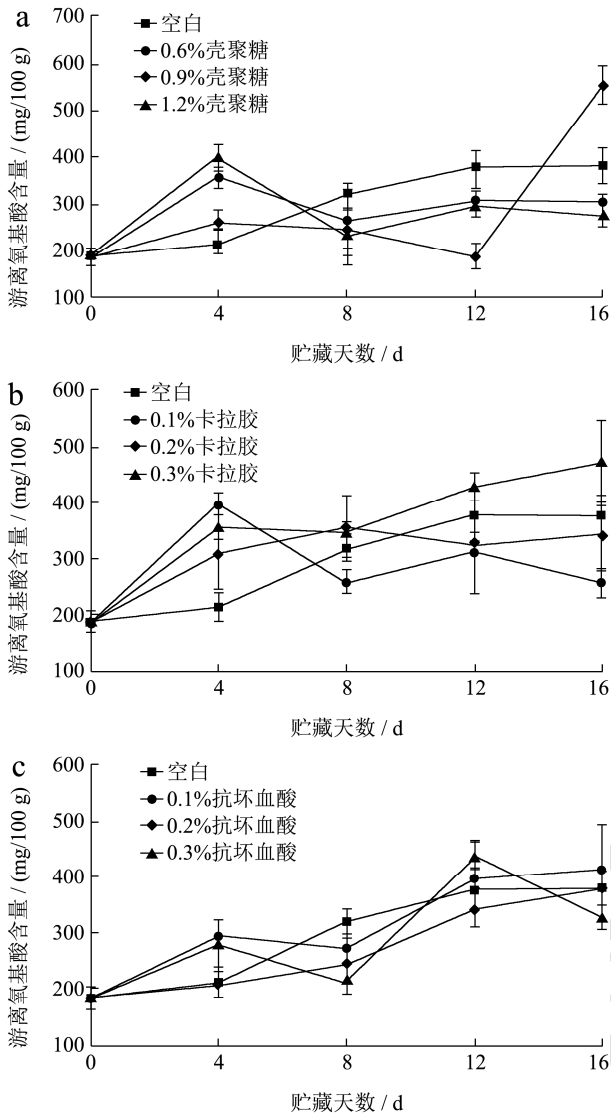 a
游离氧基酸含量 / (mg/100 g)
700
600
500
400
300
200
100
空白
0.6%壳聚糖
0.9%壳聚糖
1.2%壳聚糖
0 4 8 12 16
贮藏天数 / d
b
游离氧基酸含量 / (mg/100 g)
600
500
400
300
200
100
空白
0.1%卡拉胶
0.2%卡拉胶
0.3%卡拉胶
0 4 8 12 16
贮藏天数 / d
c
游离氧基酸含量 / (mg/100 g)
600
500
400
300
200
100
空白
0.1%抗坏血酸
0.2%抗坏血酸
0.3%抗坏血酸
0 4 8 12 16
贮藏天数 / d